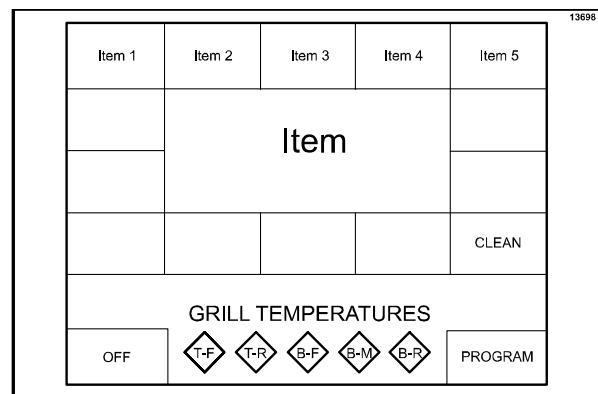 13698
Item 1 Item 2 Item 3 Item 4 Item 5
Item
CLEAN
GRILL TEMPERATURES
OFF T-F T-R B-F B-M B-R PROGRAM